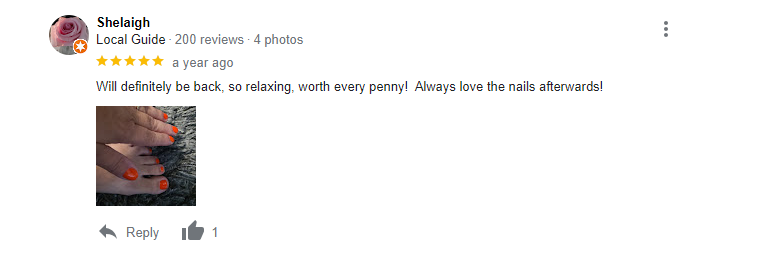 Shelaigh
Local Guide · 200 reviews · 4 photos
a year ago
Will definitely be back, so relaxing, worth every penny!  Always love the nails afterwards!
Reply 1